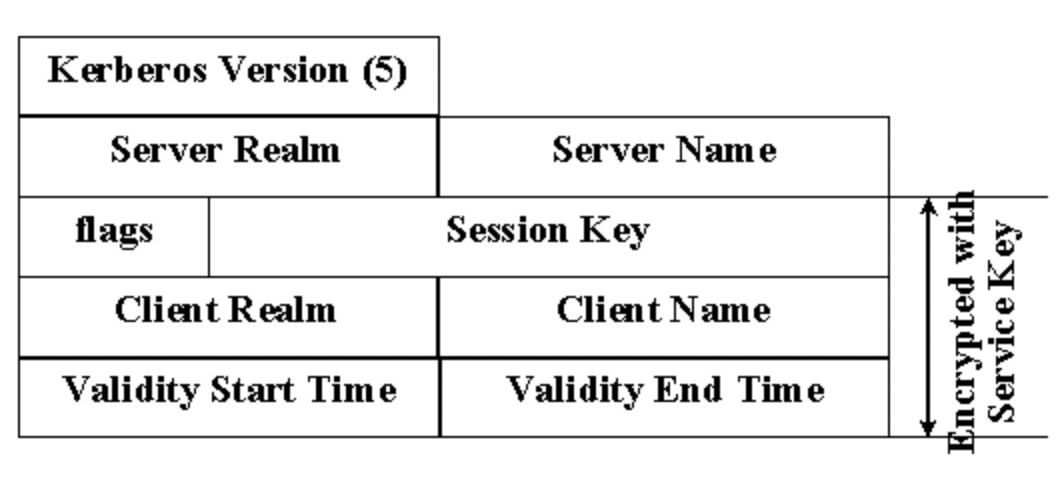 Kerberos Version (5)
Server Realm Server Name
flags Session Key
Client Realm Client Name
Validity Start Time Validity End Time
Encrypted with
Service Key